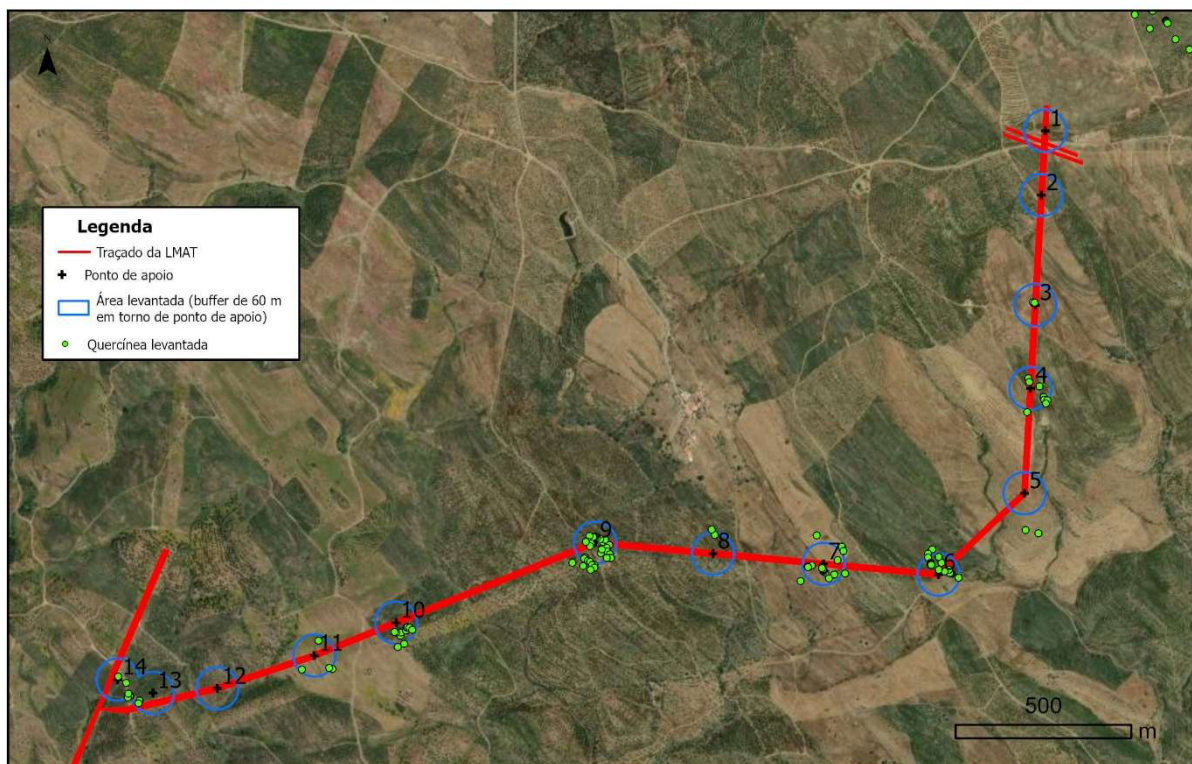 N
1
2
3
4
5
6
7
8
9
10
11
12
13
14
Legenda
Traçado da LMAT
Ponto de apoio
Área levantada (buffer de 60 m
em torno de ponto de apoio)
Quercínea levantada
500
m